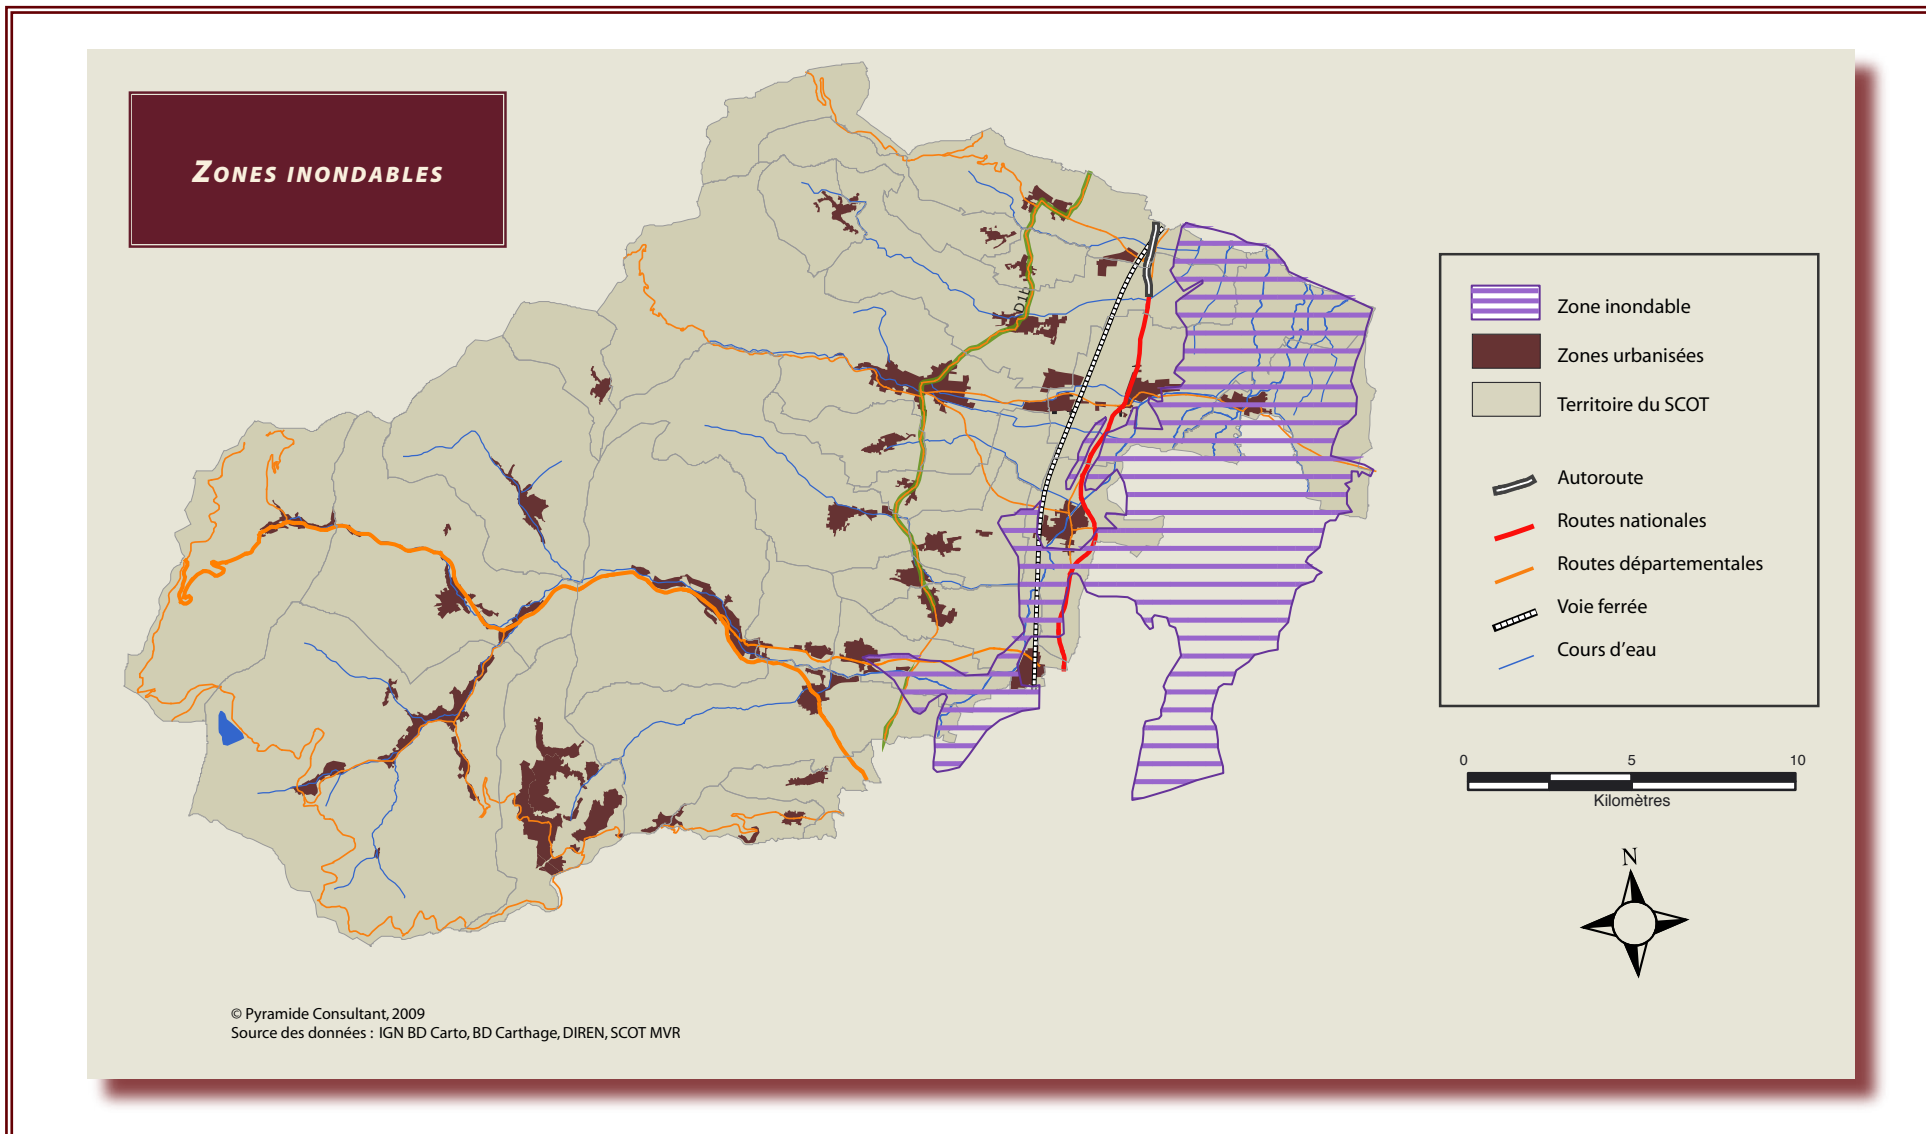 ZONES INONDABLES
D1b
Zone inondable
Zones urbanisées
Territoire du SCOT
Autoroute
Routes nationales
Routes départementales
Voie ferrée
Cours d'eau
0 5 10
Kilomètres
N
© Pyramide Consultant, 2009
Source des données : IGN BD Carto, BD Carthage, DIREN, SCOT MVR